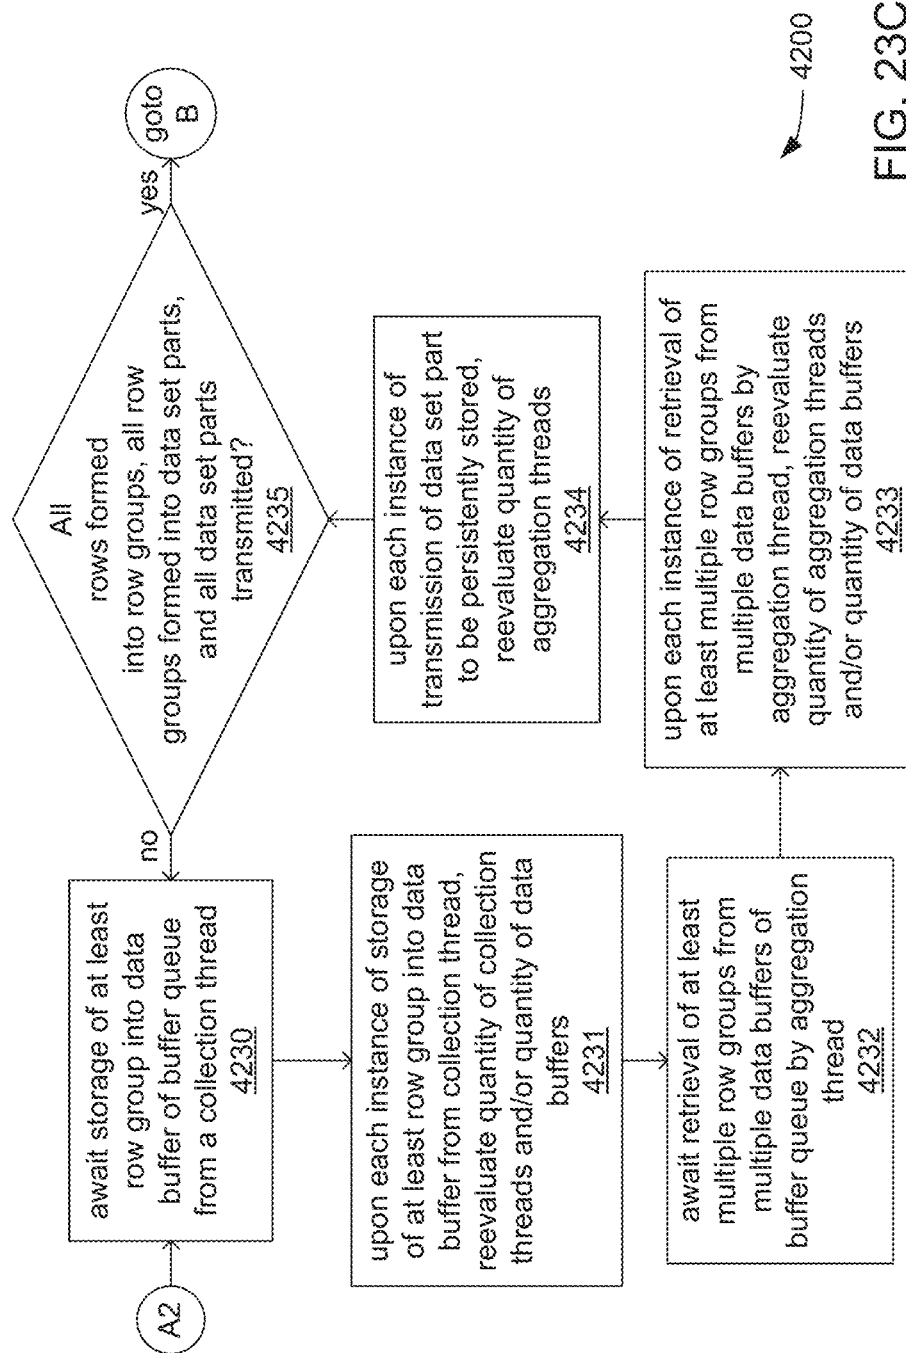 A2
await storage of at least
row group into data
buffer of buffer queue
from a collection thread
4230
upon each instance of storage
of at least row group into data
buffer from collection thread,
reevaluate quantity of collection
threads and/or quantity of data
buffers
4231
await retrieval of at least
multiple row groups from
multiple data buffers of
buffer queue by aggregation
thread
4232
upon each instance of retrieval of
at least multiple row groups from
multiple data buffers by
aggregation thread, reevaluate
quantity of aggregation threads
and/or quantity of data buffers
4233
upon each instance of
transmission of data set part
to be persistently stored,
reevaluate quantity of
aggregation threads
4234
All
rows formed
into row groups, all row
groups formed into data set parts,
and all data set parts
transmitted?
4235
no
yes
goto
B
4200
FIG. 23C